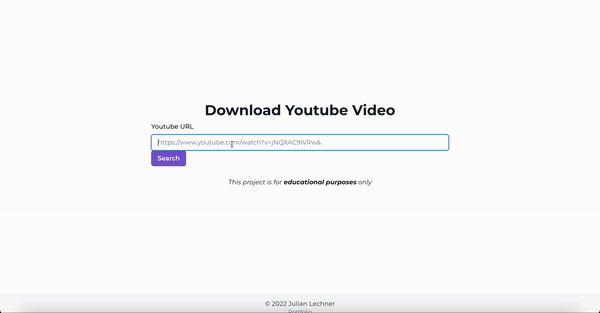 Download Youtube Video
Youtube URL
https://www.youtube.com/watch?v=jNQXAC9IVRw&
Search
This project is for educational purposes only
© 2022 Julian Lechner
Portfolio